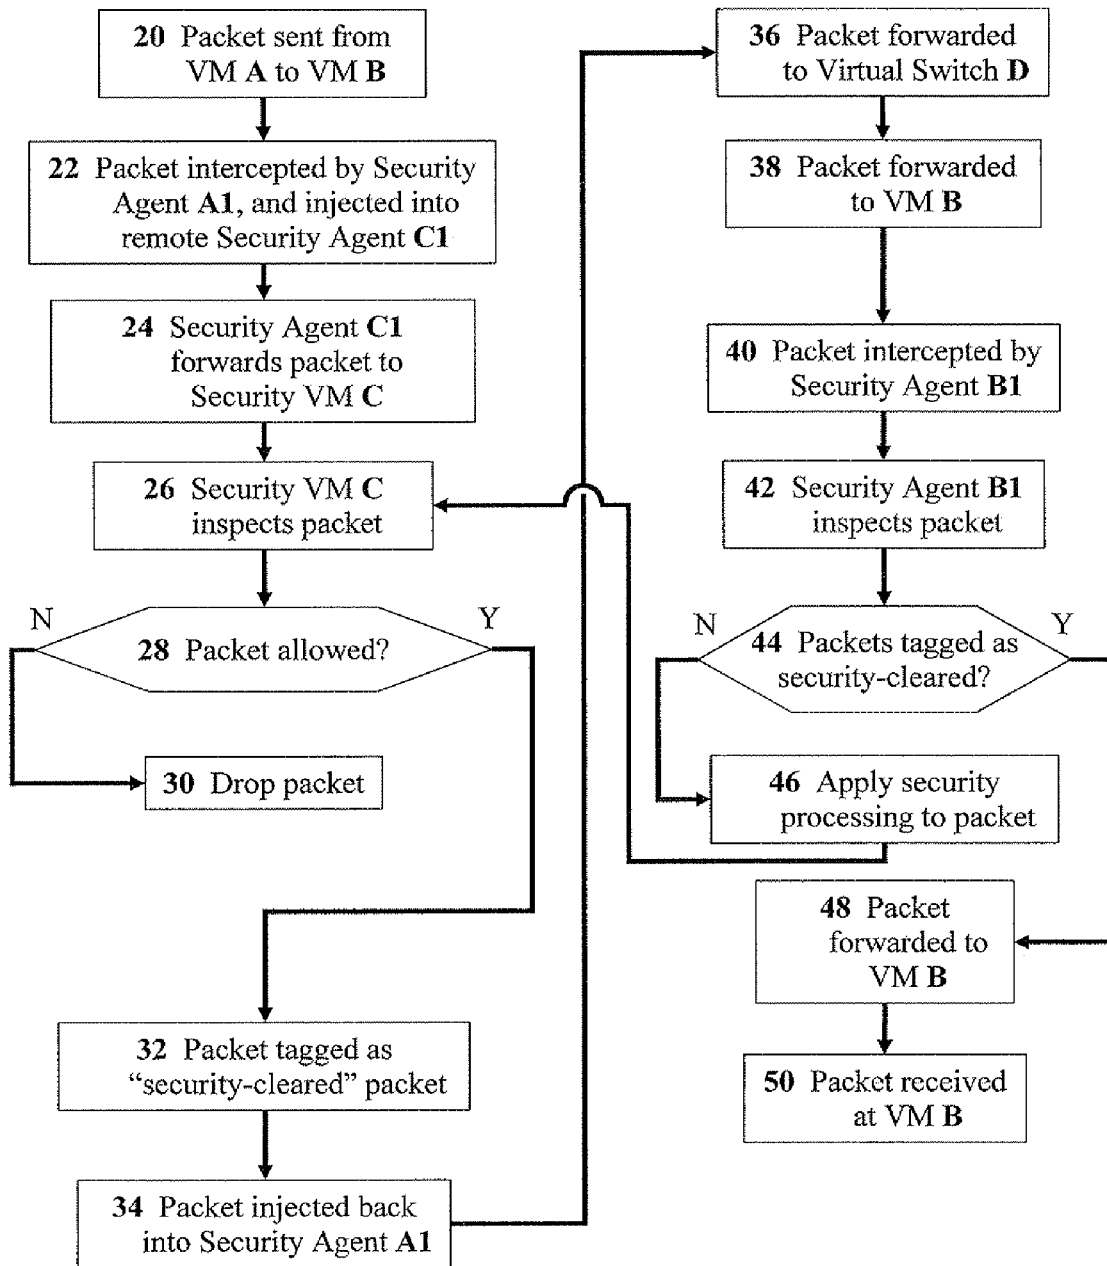 20 Packet sent from
VM A to VM B
22 Packet intercepted by Security
Agent A1, and injected into
remote Security Agent C1
24 Security Agent C1
forwards packet to
Security VM C
26 Security VM C
inspects packet
N
Y
28 Packet allowed?
30 Drop packet
32 Packet tagged as
“security-cleared” packet
34 Packet injected back
into Security Agent A1
36 Packet forwarded
to Virtual Switch D
38 Packet forwarded
to VM B
40 Packet intercepted by
Security Agent B1
42 Security Agent B1
inspects packet
N
Y
44 Packets tagged as
security-cleared?
46 Apply security
processing to packet
48 Packet
forwarded to
VM B
50 Packet received
at VM B